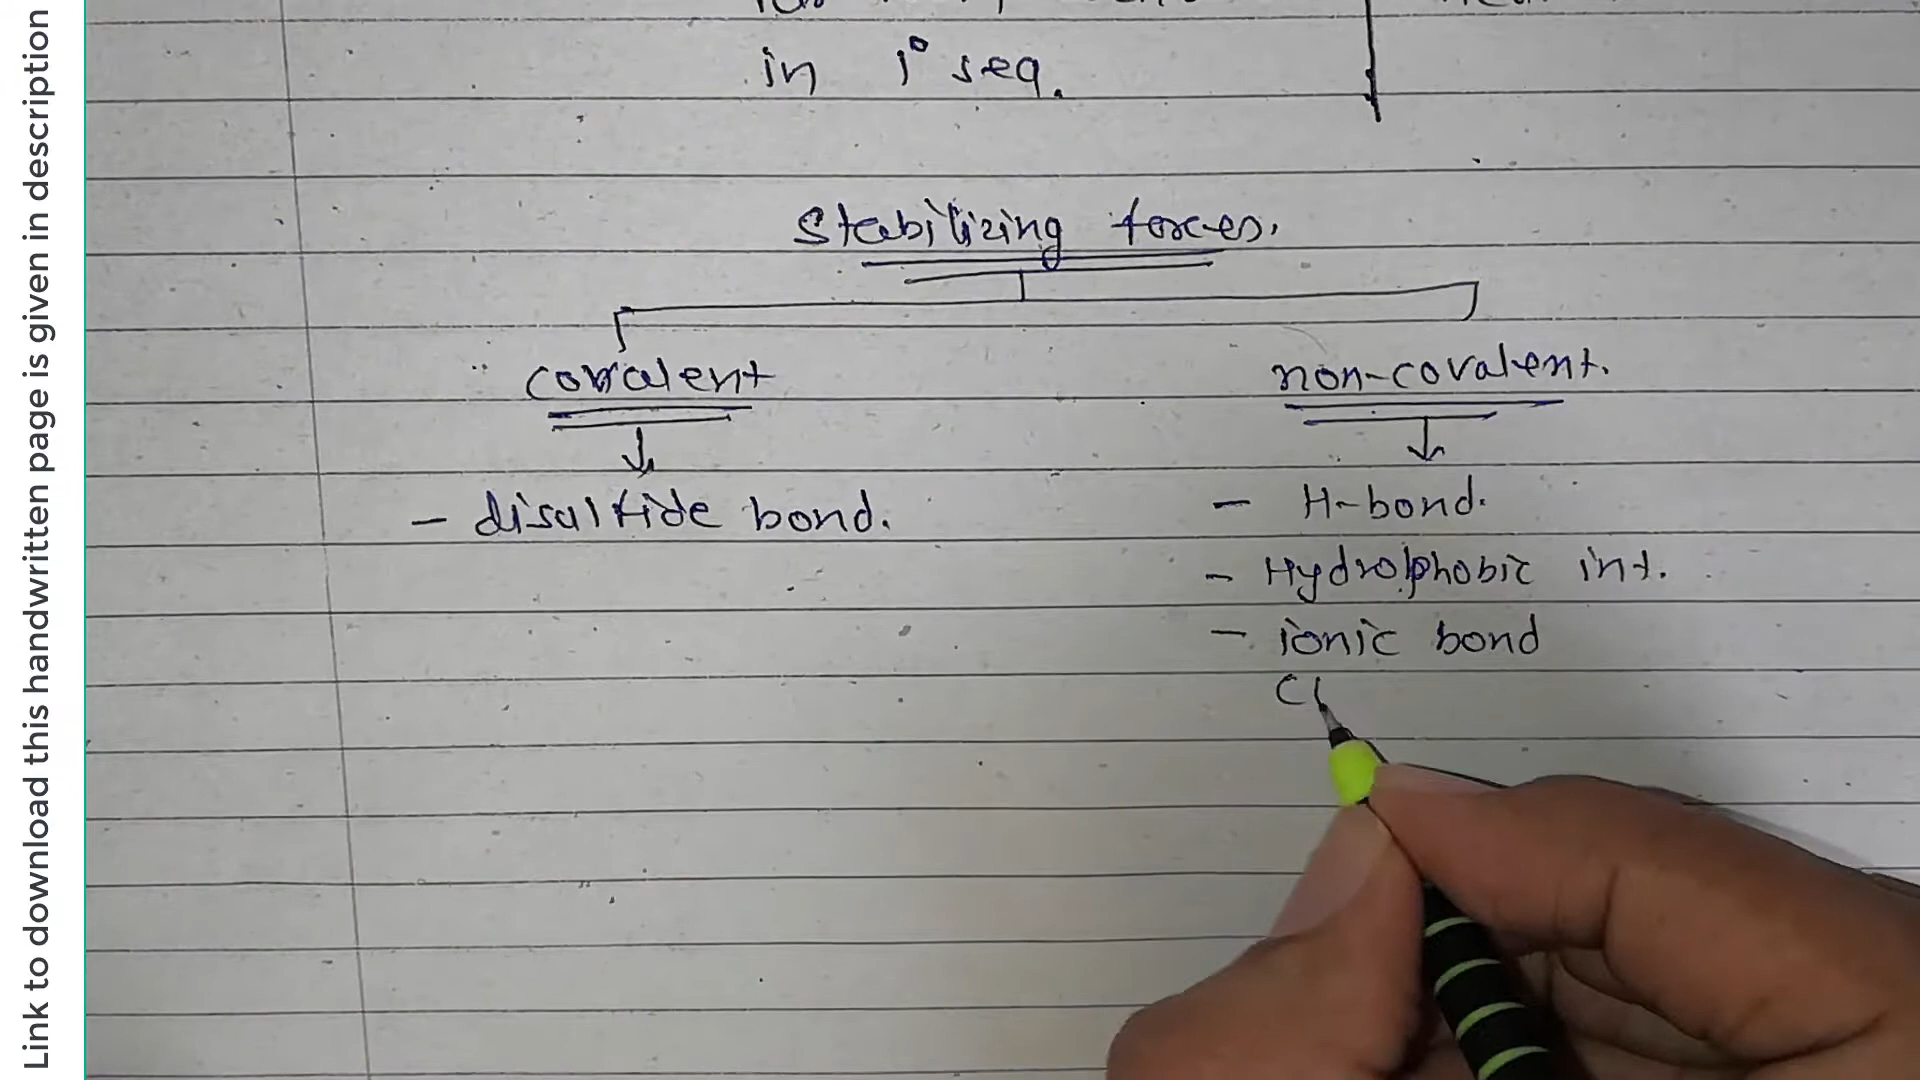 Link to download this handwritten page is given in description
in 1° seq.
Stabilizing forces.
covalent
non-covalent.
- disulfide bond.
- H-bond.
- Hydrophobic int.
- ionic bond